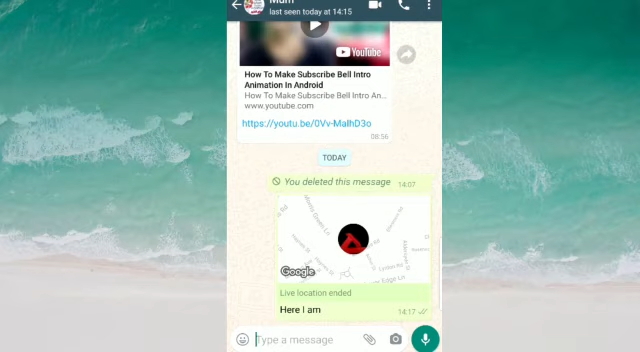 Mum
last seen today at 14:15
YouTube
How To Make Subscribe Bell Intro
Animation In Android
How To Make Subscribe Bell Intro An...
www.youtube.com
https://youtu.be/0Vv-MaIhD3o
08:56
TODAY
You deleted this message 14:07
Google
Live location ended
Here I am
14:17
Type a message